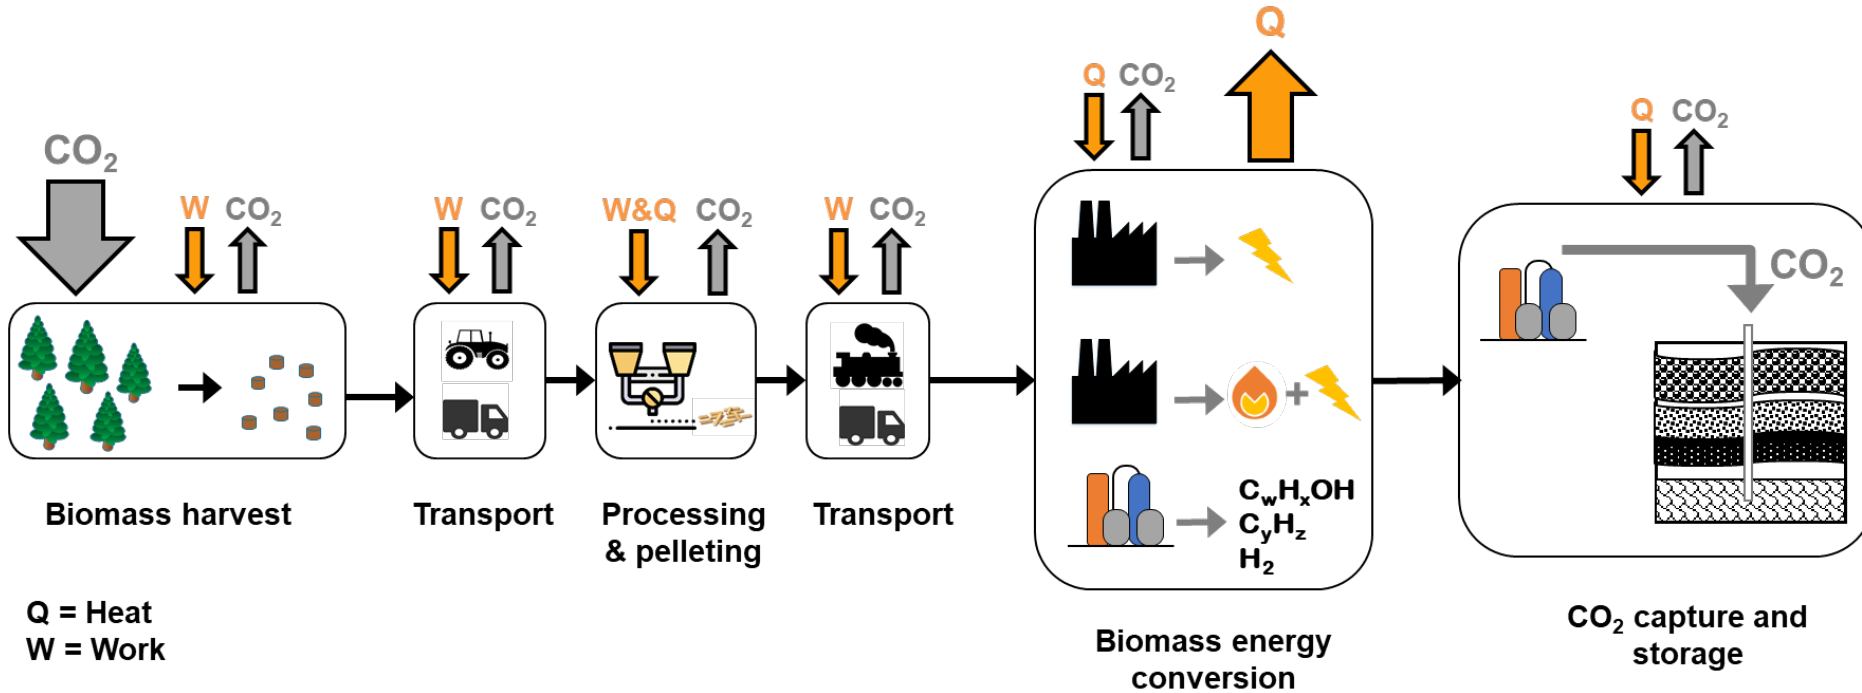 CO₂
W CO₂
W CO₂
W&Q CO₂
W CO₂
Q CO₂
Q
Q CO₂
CO₂
+
CwHₓOH
CyHz
H₂
Biomass harvest
Transport
Processing
& pelleting
Transport
Biomass energy
conversion
CO₂ capture and
storage
Q = Heat
W = Work